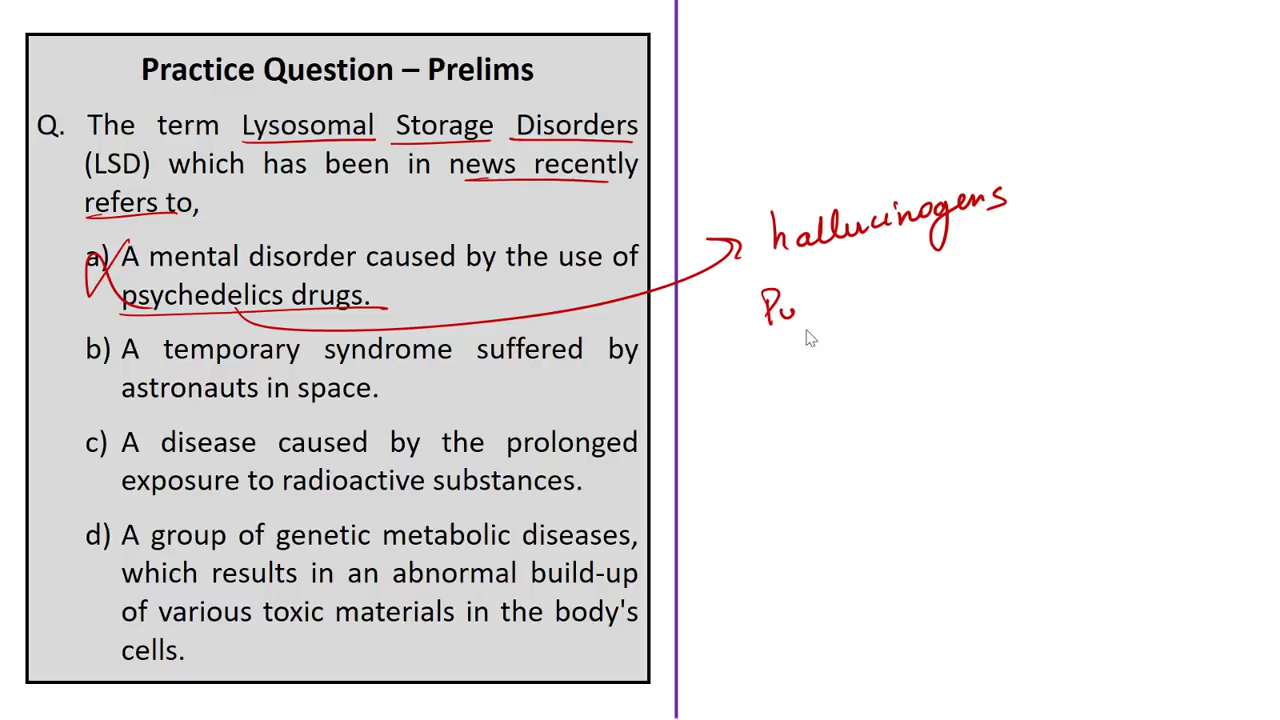 Practice Question – Prelims
Q. The term Lysosomal Storage Disorders
(LSD) which has been in news recently
refers to,
a) A mental disorder caused by the use of
psychedelics drugs.
b) A temporary syndrome suffered by
astronauts in space.
c) A disease caused by the prolonged
exposure to radioactive substances.
d) A group of genetic metabolic diseases,
which results in an abnormal build-up
of various toxic materials in the body's
cells.
hallucinogens
Pu